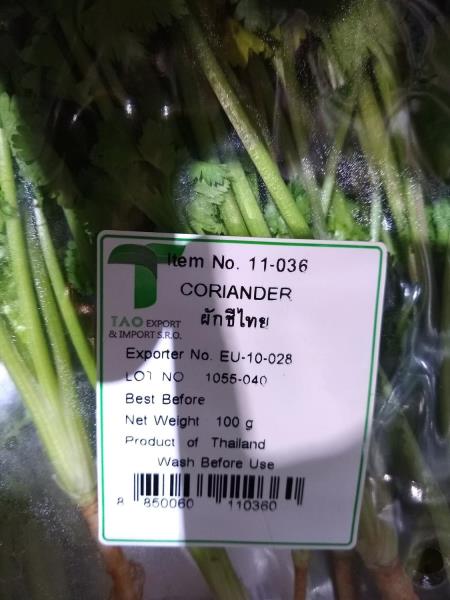 Item No. 11-036
CORIANDER
ผักชีไทย
TAO EXPORT
& IMPORT S.R.O.
Exporter No. EU-10-028
LOT NO 1055-040
Best Before
Net Weight 100 g
Product of Thailand
Wash Before Use
8 850060 110360